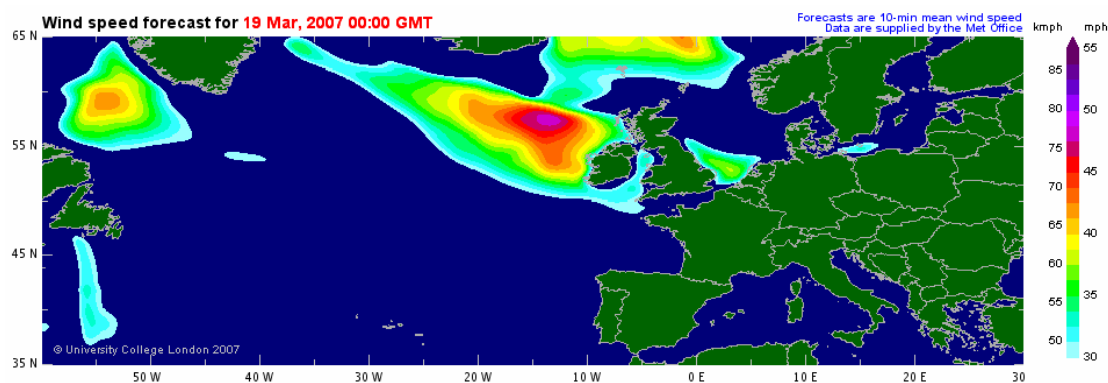 Wind speed forecast for 19 Mar, 2007 00:00 GMT
Forecasts are 10-min mean wind speed
Data are supplied by the Met Office
kmph mph
65 N
55 N
45 N
35 N
© University College London 2007
50 W 40 W 30 W 20 W 10 W 0 E 10 E 20 E 30
85
80
75
70
65
60
55
50
55
50
45
40
35
30